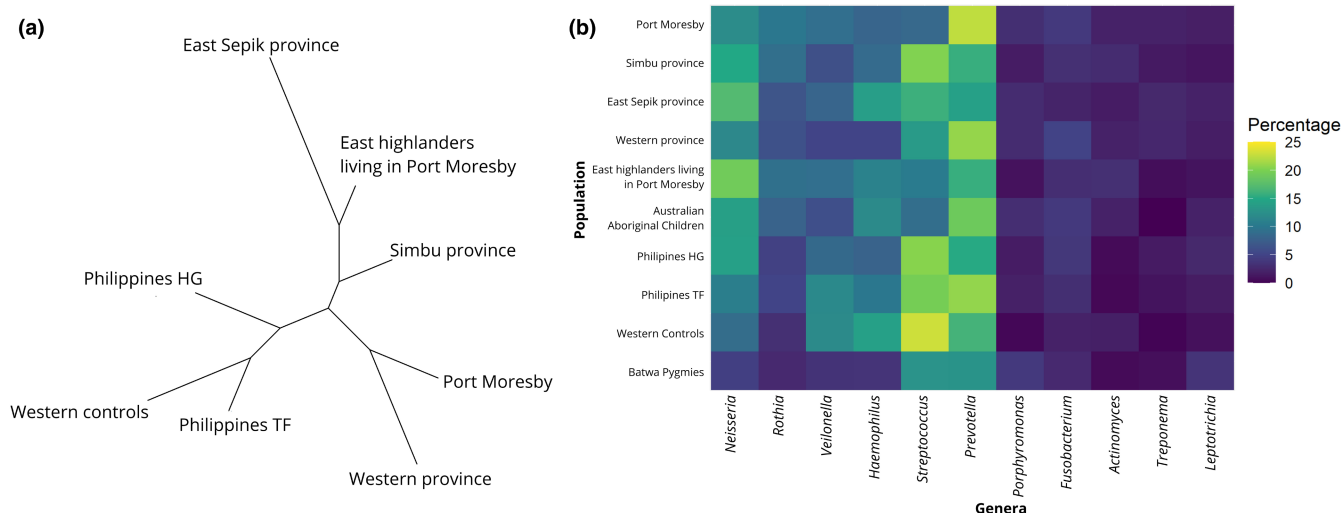 (a)
East Sepik province
East highlanders
living in Port Moresby
Simbu province
Philippines HG
Port Moresby
Western controls
Philippines TF
Western province
(b)
Population
Port Moresby
Simbu province
East Sepik province
Western province
East highlanders living
in Port Moresby
Australian
Aboriginal Children
Philipines HG
Philipines TF
Western Controls
Batwa Pygmies
Neisseria
Rothia
Veilonella
Haemophilus
Streptococcus
Prevotella
Porphyromonas
Fusobacterium
Actinomyces
Treponema
Leptotrichia
Genera
Percentage
25
20
15
10
5
0